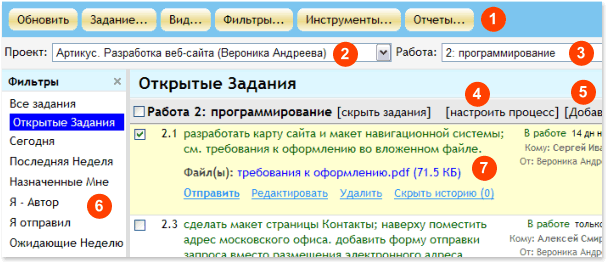 Обновить Задание... Вид... Фильтры... Инструменты... Отчеты... 1
Проект: Артикус. Разработка веб-сайта (Вероника Андреева) 2 Работа: 2: программирование 3
Фильтры ×
Все задания
Открытые Задания
Сегодня
Последняя Неделя
Назначенные Мне
Я - Автор
6
Я отправил
Ожидающие Неделю
Открытые Задания
4 5
Работа 2: программирование [скрыть задания] [настроить процесс] [Добав
2.1 разработать карту сайта и макет навигационной системы; В работе 14 дн
см. требования к оформлению во вложенном файле. Кому: Сергей Ива
Файл(ы): требования к оформлению.pdf (71.5 КБ) 7 От: Вероника Андр
Отправить Редактировать Удалить Скрыть историю (0)
2.3 сделать макет страницы Контакты; наверху поместить В работе только
адрес московского офиса. добавить форму отправки Кому: Алексей Смир
запроса вместо размещения электронного адреса От: Вероника Андр